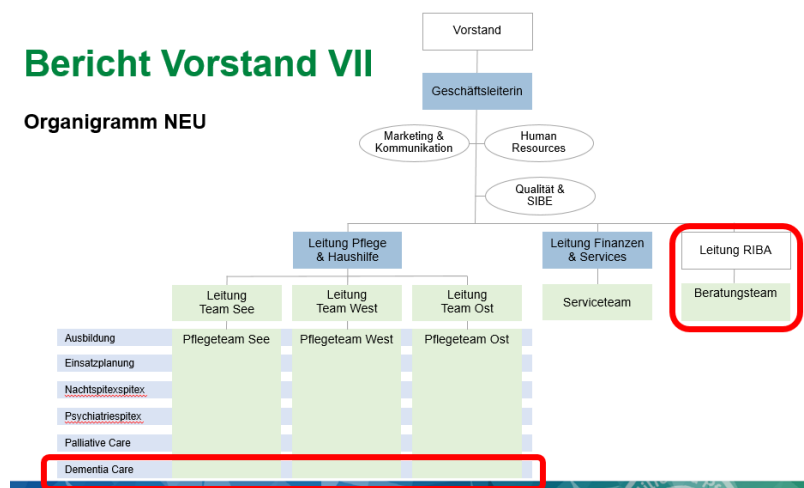 Bericht Vorstand VII
Organigramm NEU
Vorstand
Geschäftsleiterin
Marketing &
Kommunikation
Human
Resources
Qualität &
SIBE
Leitung Pflege
& Haushilfe
Leitung Finanzen
& Services
Leitung RIBA
Leitung
Team See
Leitung
Team West
Leitung
Team Ost
Serviceteam
Beratungsteam
Ausbildung
Pflegeteam See
Pflegeteam West
Pflegeteam Ost
Einsatzplanung
Nachtspitexspitex
Psychiatriespitex
Palliative Care
Dementia Care